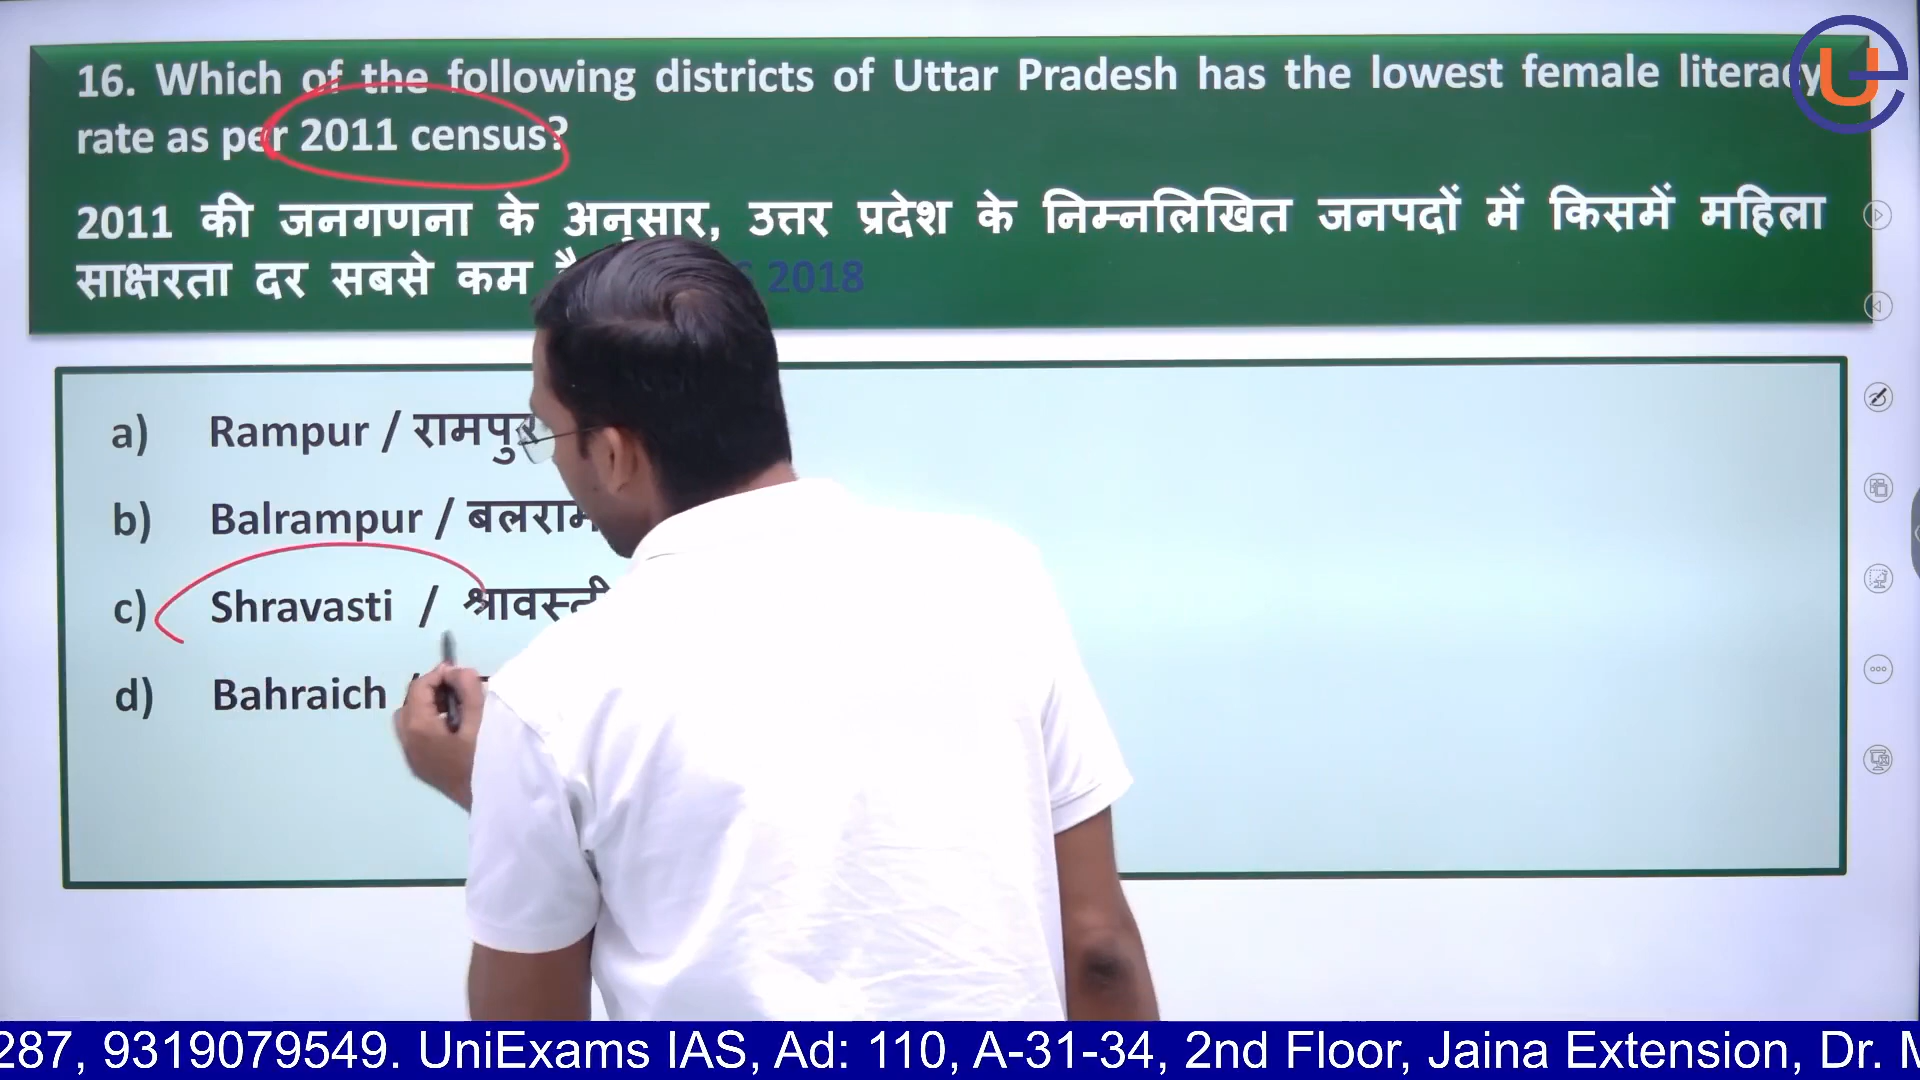 16. Which of the following districts of Uttar Pradesh has the lowest female literacy
rate as per 2011 census?
2011 की जनगणना के अनुसार, उत्तर प्रदेश के निम्नलिखित जनपदों में किसमें महिला
साक्षरता दर सबसे कम 2018
a) Rampur / रामपुर
b) Balrampur /
c) Shravasti / श्रावस्ती
d) Bahraich
287, 9319079549. UniExams IAS, Ad: 110, A-31-34, 2nd Floor, Jaina Extension, Dr.